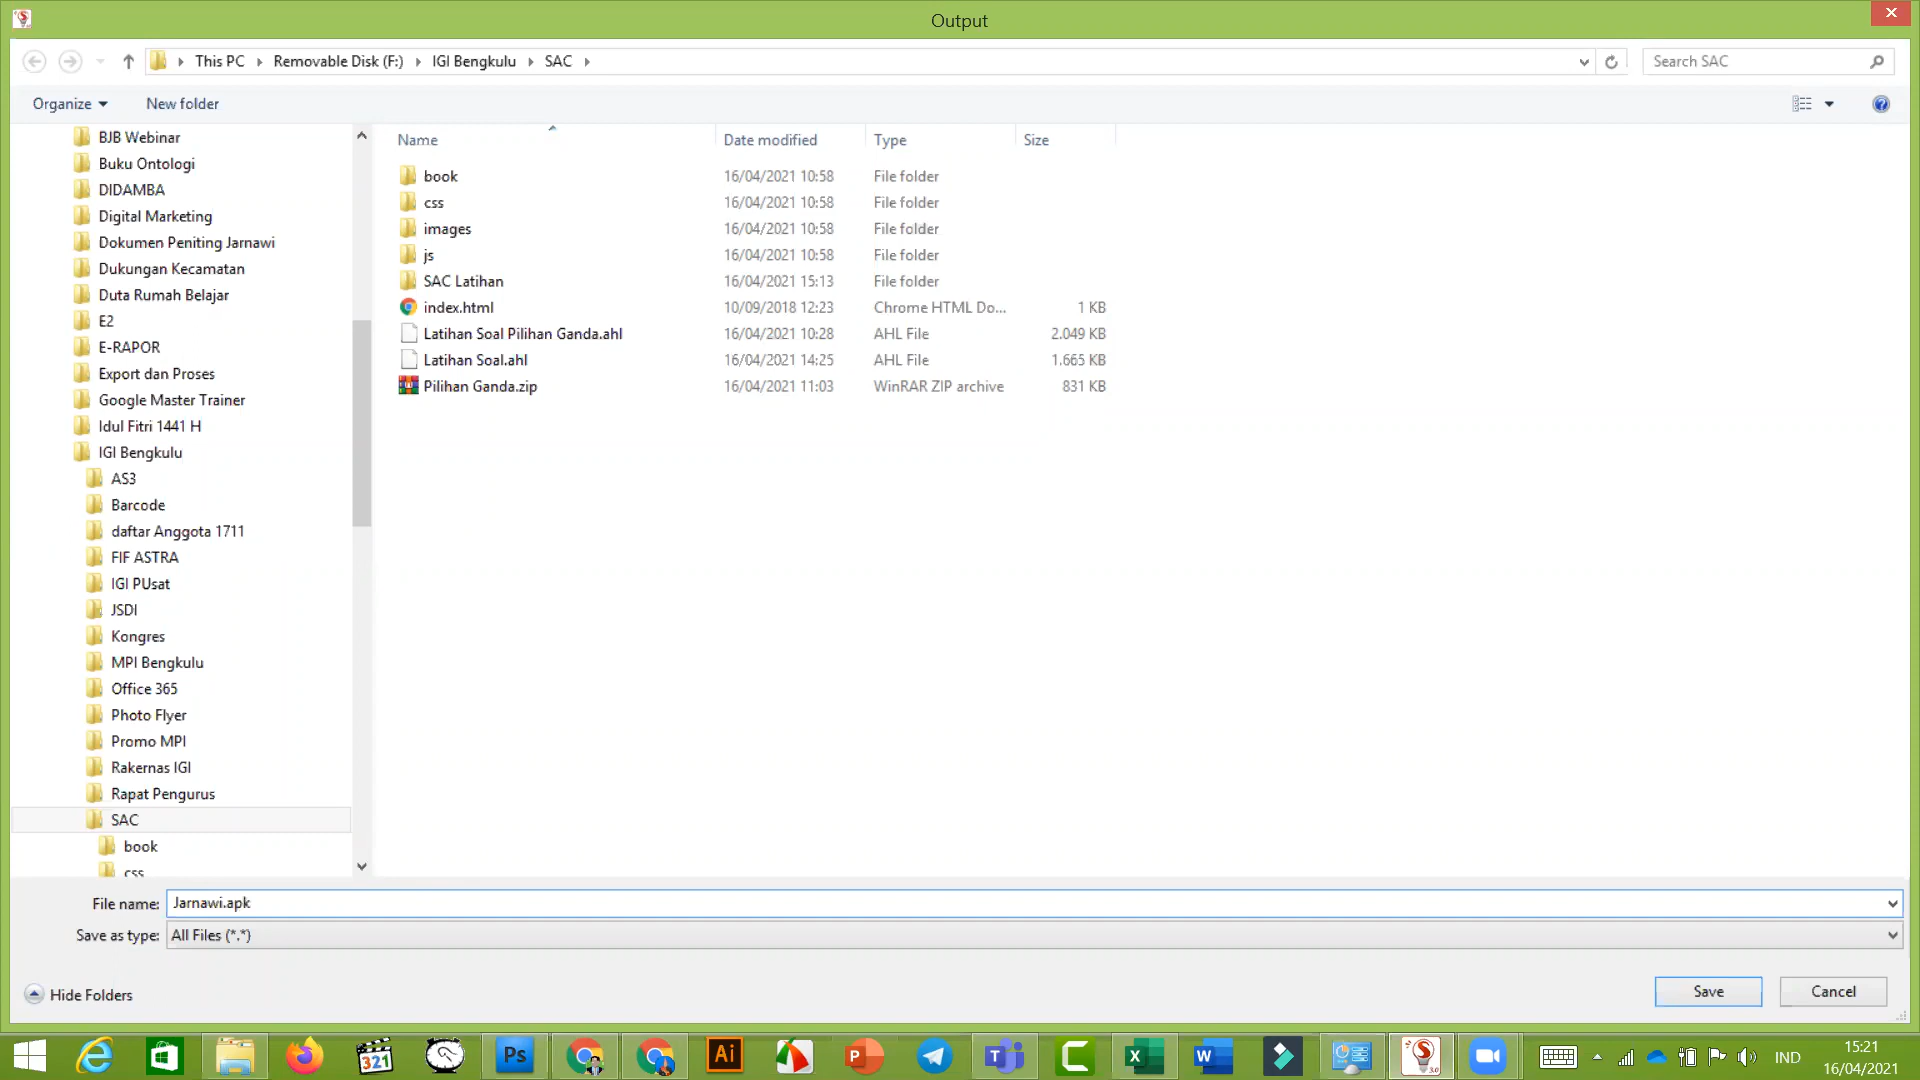 Output
This PC Removable Disk (F:) IGI Bengkulu SAC
Search SAC
Organize New folder
BJB Webinar
Buku Ontologi
DIDAMBA
Digital Marketing
Dokumen Peniting Jarnawi
Dukungan Kecamatan
Duta Rumah Belajar
E2
E-RAPOR
Export dan Proses
Google Master Trainer
Idul Fitri 1441 H
IGI Bengkulu
AS3
Barcode
daftar Anggota 1711
FIF ASTRA
IGI PUsat
JSDI
Kongres
MPI Bengkulu
Office 365
Photo Flyer
Promo MPI
Rakernas IGI
Rapat Pengurus
SAC
book
css
Name Date modified Type Size
book 16/04/2021 10:58 File folder
css 16/04/2021 10:58 File folder
images 16/04/2021 10:58 File folder
js 16/04/2021 10:58 File folder
SAC Latihan 16/04/2021 15:13 File folder
index.html 10/09/2018 12:23 Chrome HTML Do... 1 KB
Latihan Soal Pilihan Ganda.ahl 16/04/2021 10:28 AHL File 2.049 KB
Latihan Soal.ahl 16/04/2021 14:25 AHL File 1.665 KB
Pilihan Ganda.zip 16/04/2021 11:03 WinRAR ZIP archive 831 KB
File name: Jarnawi.apk
Save as type: All Files (*.*)
Hide Folders
Save Cancel
321 Ps Ai P T X W S 3.0 IND
15:21
16/04/2021